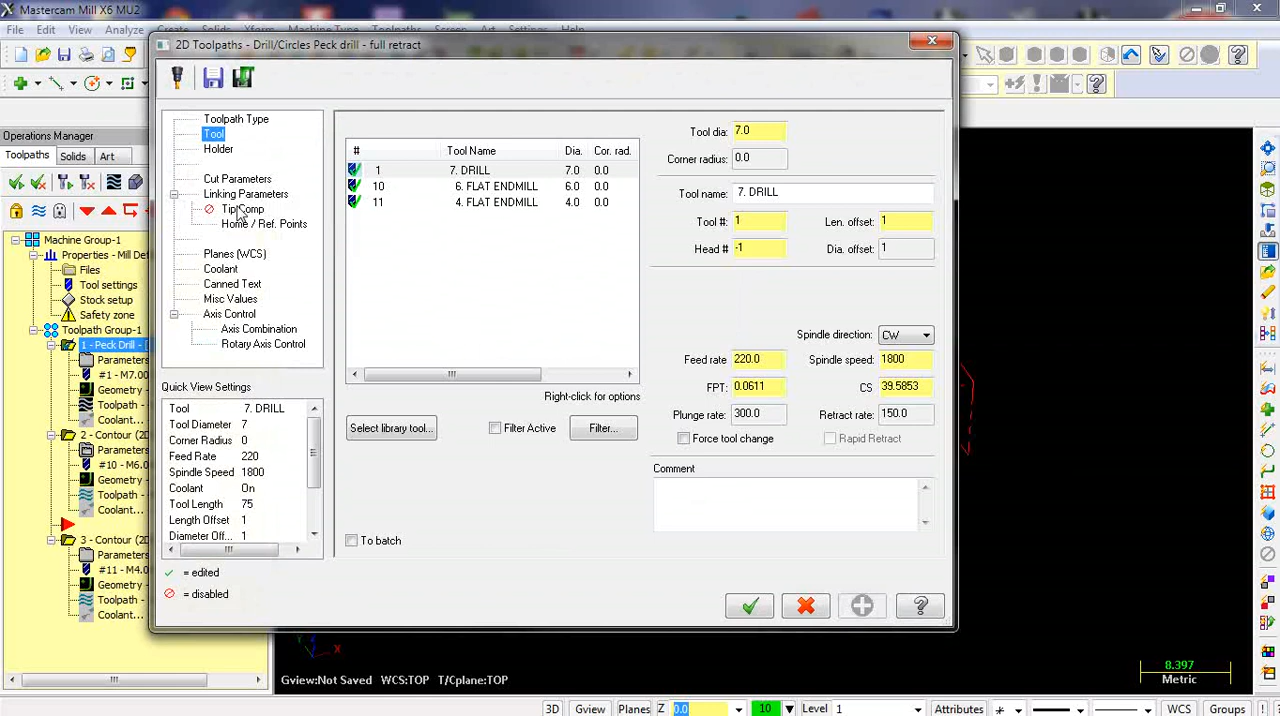 Mastercam Mill X6 MU2
File Edit View Analyze
2D Toolpaths - Drill/Circles Peck drill - full retract
Operations Manager
Toolpaths Solids Art
Machine Group-1
Properties - Mill Def
Files
Tool settings
Stock setup
Safety zone
Toolpath Group-1
1 - Peck Drill -
Parameters
#1 - M7.00
Geometry -
Toolpath -
Coolant...
2 - Contour (2D
Parameters
#10 - M6.0
Geometry -
Toolpath -
Coolant...
3 - Contour (2D
Parameters
#11 - M4.0
Geometry -
Toolpath -
Coolant...
Toolpath Type
Tool
Holder
Cut Parameters
Linking Parameters
Tip Comp
Home / Ref. Points
Planes (WCS)
Coolant
Canned Text
Misc Values
Axis Control
Axis Combination
Rotary Axis Control
Quick View Settings
Tool 7. DRILL
Tool Diameter 7
Corner Radius 0
Feed Rate 220
Spindle Speed 1800
Coolant On
Tool Length 75
Length Offset 1
Diameter Off... 1
= edited
= disabled
# Tool Name Dia. Cor. rad.
1 7. DRILL 7.0 0.0
10 6. FLAT ENDMILL 6.0 0.0
11 4. FLAT ENDMILL 4.0 0.0
Right-click for options
Select library tool... Filter Active Filter...
To batch
Tool dia: 7.0
Corner radius: 0.0
Tool name: 7. DRILL
Tool #: 1 Len. offset: 1
Head # -1 Dia. offset: 1
Spindle direction: CW
Feed rate 220.0 Spindle speed: 1800
FPT: 0.0611 CS 39.5853
Plunge rate: 300.0 Retract rate: 150.0
Force tool change Rapid Retract
Comment
8.397
Metric
Y X
Gview:Not Saved WCS:TOP T/Cplane:TOP
3D Gview Planes Z 0.0 10 Level 1 Attributes WCS Groups